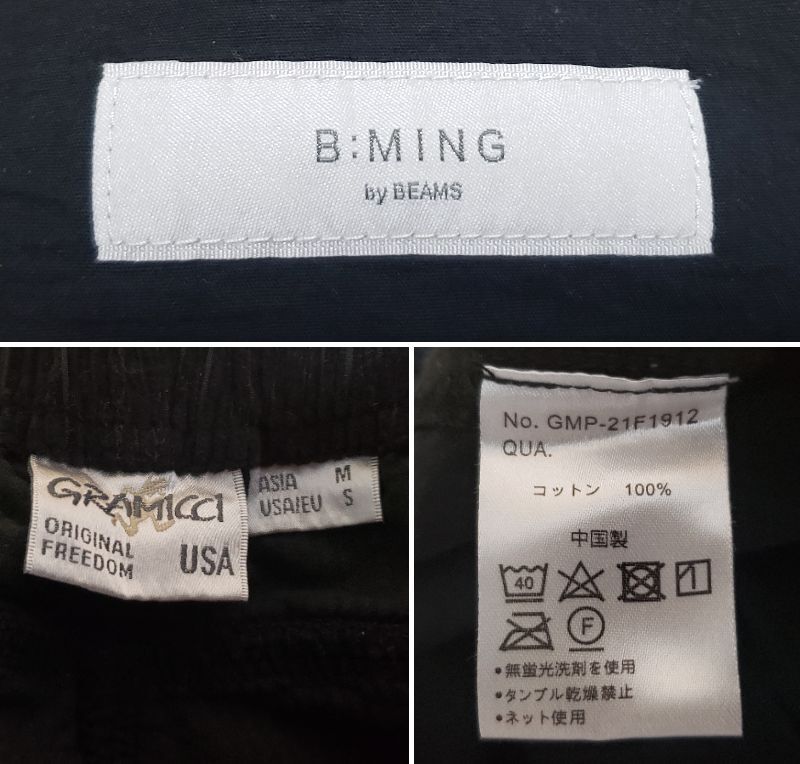 B:MING
by BEAMS
GRAMICCI
ORIGINAL
FREEDOM
USA
ASIA M
USA/EU S
No. GMP-21F1912
QUA.
コットン 100%
中国製
40
F
•無蛍光洗剤を使用
•タンブル乾燥禁止
•ネット使用